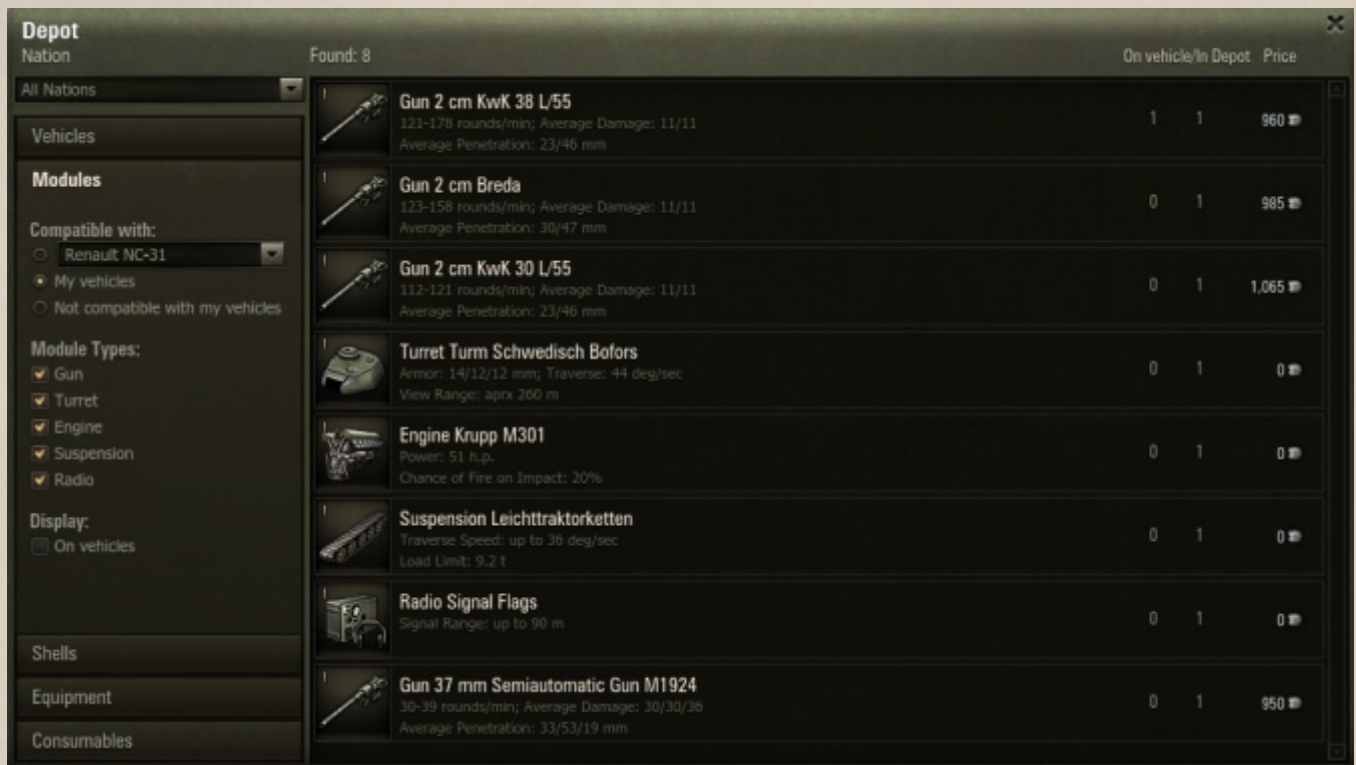 Depot
Nation
Found: 8
On vehicle/In Depot Price
All Nations
Vehicles
Modules
Compatible with:
Renault NC-31
My vehicles
Not compatible with my vehicles
Module Types:
Gun
Turret
Engine
Suspension
Radio
Display:
On vehicles
Shells
Equipment
Consumables
I
Gun 2 cm KwK 38 L/55
121-178 rounds/min; Average Damage: 11/11
Average Penetration: 23/46 mm
1 1 960
I
Gun 2 cm Breda
123-158 rounds/min; Average Damage: 11/11
Average Penetration: 30/47 mm
0 1 985
I
Gun 2 cm KwK 30 L/55
112-121 rounds/min; Average Damage: 11/11
Average Penetration: 23/46 mm
0 1 1,065
I
Turret Turm Schwedisch Bofors
Armor: 14/12/12 mm; Traverse: 44 deg/sec
View Range: aprx 260 m
0 1 0
I
Engine Krupp M301
Power: 51 h.p.
Chance of Fire on Impact: 20%
0 1 0
I
Suspension Leichttraktorketten
Traverse Speed: up to 36 deg/sec
Load Limit: 9.2 t
0 1 0
I
Radio Signal Flags
Signal Range: up to 90 m
0 1 0
I
Gun 37 mm Semiautomatic Gun M1924
30-39 rounds/min; Average Damage: 30/30/36
Average Penetration: 33/53/19 mm
0 1 950